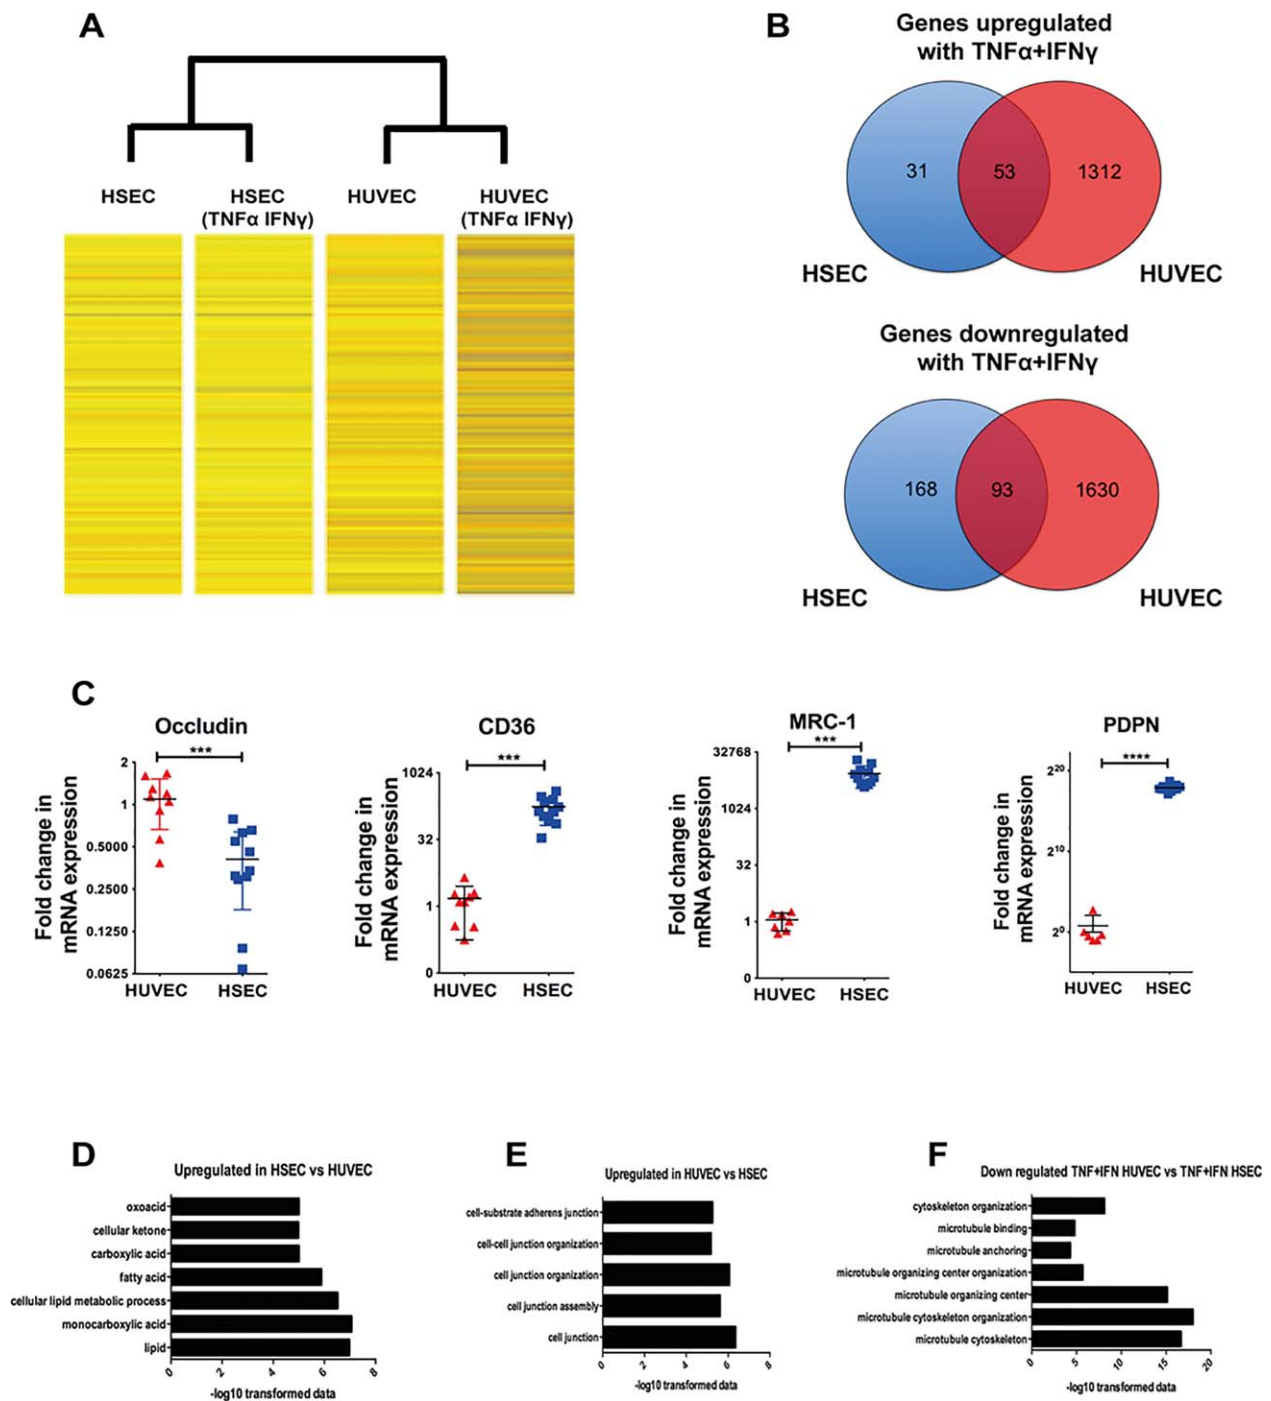 A
HSEC
HSEC
(TNFα IFNγ)
HUVEC
HUVEC
(TNFα IFNγ)
B
Genes upregulated
with TNFα+IFNγ
31
53
1312
HSEC
HUVEC
Genes downregulated
with TNFα+IFNγ
168
93
1630
HSEC
HUVEC
C
Occludin
***
Fold change in
mRNA expression
2
1
0.5000
0.2500
0.1250
0.0625
HUVEC
HSEC
CD36
***
Fold change in
mRNA expression
1024
32
1
0
HUVEC
HSEC
MRC-1
***
Fold change in
mRNA expression
32768
1024
32
1
0
HUVEC
HSEC
PDPN
****
Fold change in
mRNA expression
2²⁰
2¹⁰
2⁰
HUVEC
HSEC
D
Upregulated in HSEC vs HUVEC
oxoacid
cellular ketone
carboxylic acid
fatty acid
cellular lipid metabolic process
monocarboxylic acid
lipid
0 2 4 6 8
-log10 transformed data
E
Upregulated in HUVEC vs HSEC
cell-substrate adherens junction
cell-cell junction organization
cell junction organization
cell junction assembly
cell junction
0 2 4 6 8
-log10 transformed data
F
Down regulated TNF+IFN HUVEC vs TNF+IFN HSEC
cytoskeleton organization
microtubule binding
microtubule anchoring
microtubule organizing center organization
microtubule organizing center
microtubule cytoskeleton organization
microtubule cytoskeleton
0 5 10 15 20
-log10 transformed data